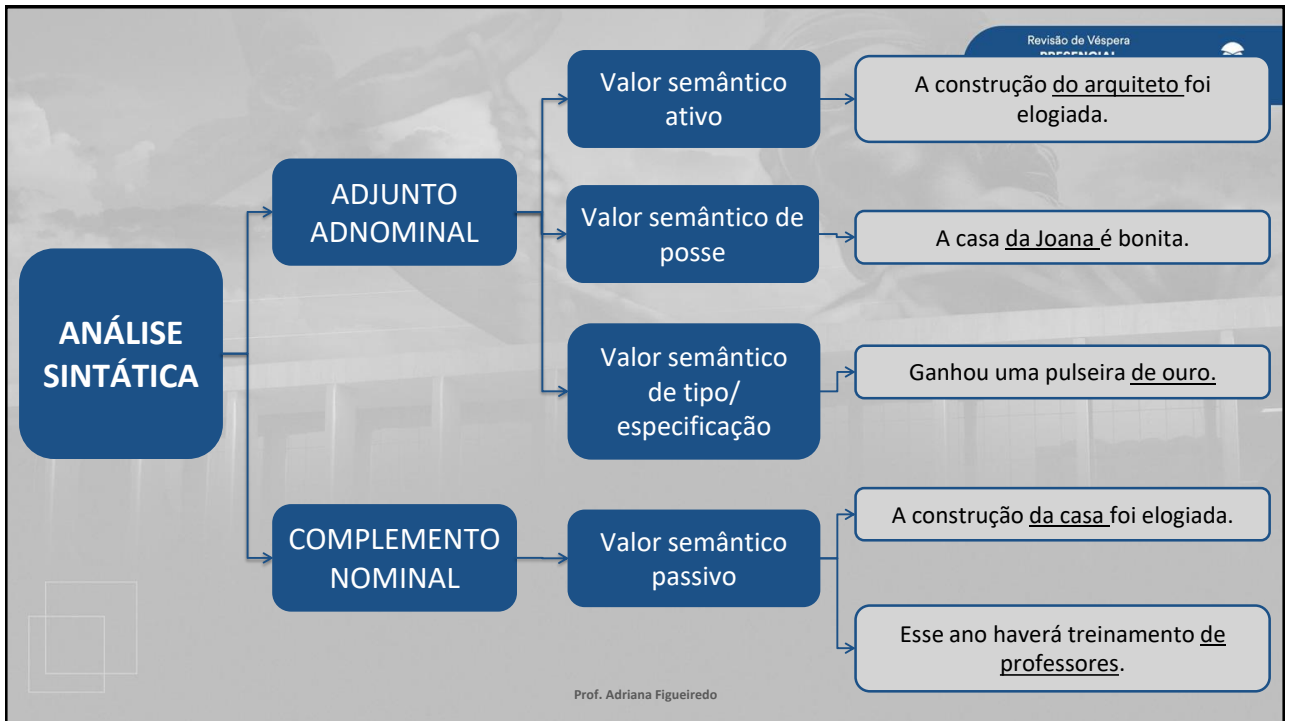 Revisão de Véspera
PRESENCIAL
ANÁLISE
SINTÁTICA
ADJUNTO
ADNOMINAL
Valor semântico
ativo
A construção do arquiteto foi
elogiada.
Valor semântico de
posse
A casa da Joana é bonita.
Valor semântico
de tipo/
especificação
Ganhou uma pulseira de ouro.
COMPLEMENTO
NOMINAL
Valor semântico
passivo
A construção da casa foi elogiada.
Esse ano haverá treinamento de
professores.
Prof. Adriana Figueiredo